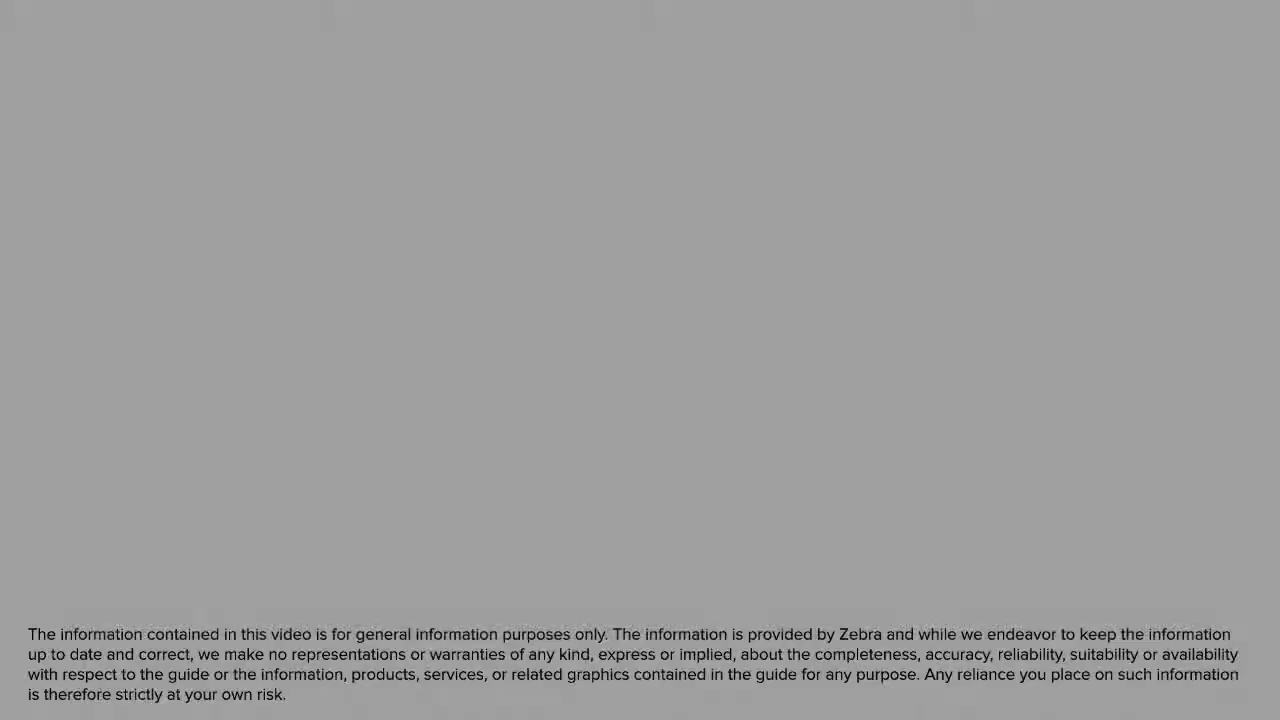 The information contained in this video is for general information purposes only. The information is provided by Zebra and while we endeavor to keep the information
up to date and correct, we make no representations or warranties of any kind, express or implied, about the completeness, accuracy, reliability, suitability or availability
with respect to the guide or the information, products, services, or related graphics contained in the guide for any purpose. Any reliance you place on such information
is therefore strictly at your own risk.